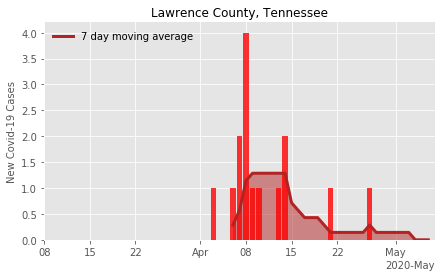 Lawrence County, Tennessee
7 day moving average
New Covid-19 Cases
4.0
3.5
3.0
2.5
2.0
1.5
1.0
0.5
0.0
08 15 22 Apr 08 15 22 May
2020-May